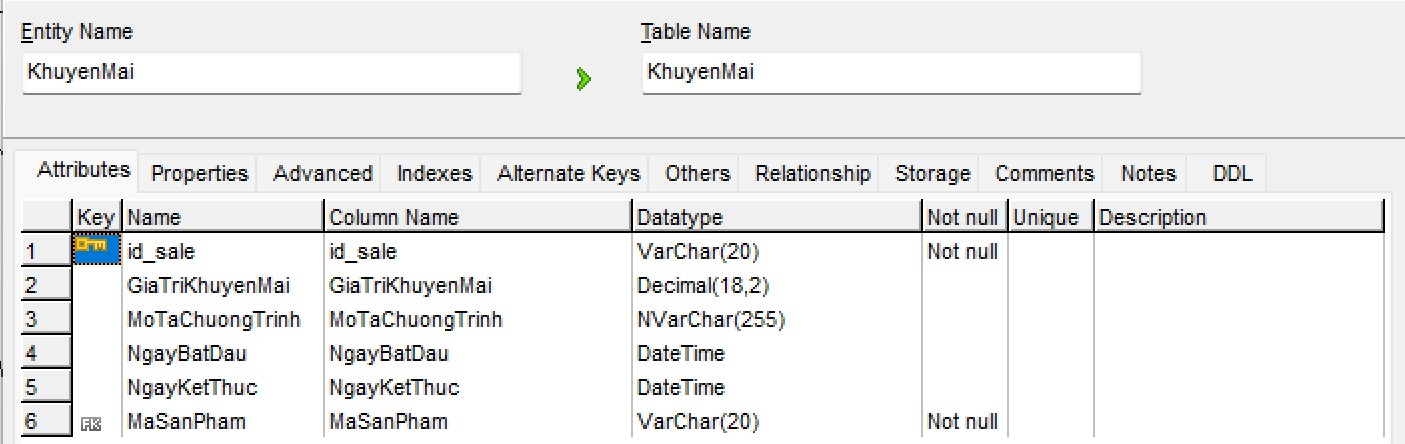 Entity Name Table Name
KhuyenMai KhuyenMai
Attributes Properties Advanced Indexes Alternate Keys Others Relationship Storage Comments Notes DDL
Key Name Column Name Datatype Not null Unique Description
1 id_sale id_sale VarChar(20) Not null
2 GiaTriKhuyenMai GiaTriKhuyenMai Decimal(18,2)
3 MoTaChuongTrinh MoTaChuongTrinh NVarChar(255)
4 NgayBatDau NgayBatDau DateTime
5 NgayKetThuc NgayKetThuc DateTime
6 FK MaSanPham MaSanPham VarChar(20) Not null